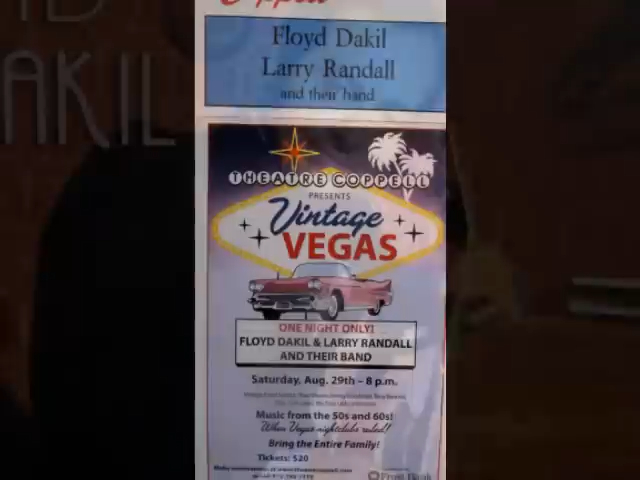 Floyd Dakil
Larry Randall
and their band
AKIL
THEATRE COPPELL
PRESENTS
Vintage
VEGAS
ONE NIGHT ONLY!
FLOYD DAKIL & LARRY RANDALL
AND THEIR BAND
Saturday, Aug. 29th - 8 p.m.
Music from the 50s and 60s!
When Vegas nightclubs ruled!!
Bring the Entire Family!
Tickets: $20